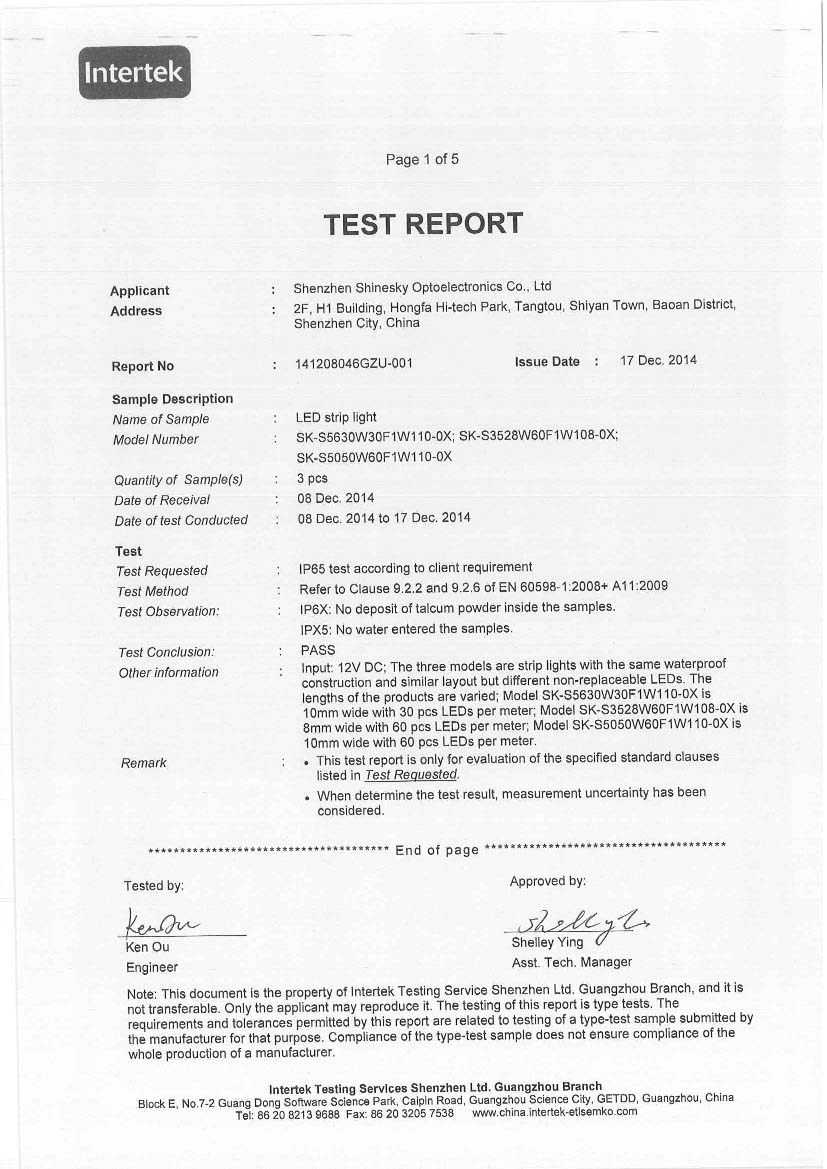 Intertek
Page 1 of 5
TEST REPORT
Applicant : Shenzhen Shinesky Optoelectronics Co., Ltd
Address : 2F, H1 Building, Hongfa Hi-tech Park, Tangtou, Shiyan Town, Baoan District,
Shenzhen City, China
Report No : 141208046GZU-001 Issue Date : 17 Dec. 2014
Sample Description
Name of Sample : LED strip light
Model Number : SK-S5630W30F1W110-0X; SK-S3528W60F1W108-0X;
SK-S5050W60F1W110-0X
Quantity of Sample(s) : 3 pcs
Date of Receival : 08 Dec. 2014
Date of test Conducted : 08 Dec. 2014 to 17 Dec. 2014
Test
Test Requested : IP65 test according to client requirement
Test Method : Refer to Clause 9.2.2 and 9.2.6 of EN 60598-1:2008+ A11:2009
Test Observation: : IP6X: No deposit of talcum powder inside the samples.
IPX5: No water entered the samples.
Test Conclusion: : PASS
Other information : Input: 12V DC; The three models are strip lights with the same waterproof
construction and similar layout but different non-replaceable LEDs. The
lengths of the products are varied; Model SK-S5630W30F1W110-0X is
10mm wide with 30 pcs LEDs per meter; Model SK-S3528W60F1W108-0X is
8mm wide with 60 pcs LEDs per meter; Model SK-S5050W60F1W110-0X is
10mm wide with 60 pcs LEDs per meter.
Remark : • This test report is only for evaluation of the specified standard clauses
listed in Test Requested.
• When determine the test result, measurement uncertainty has been
considered.
************************************** End of page **************************************
Tested by: Approved by:
Ken Ou Shelley Ying
Ken Ou Shelley Ying
Engineer Asst. Tech. Manager
Note: This document is the property of Intertek Testing Service Shenzhen Ltd. Guangzhou Branch, and it is
not transferable. Only the applicant may reproduce it. The testing of this report is type tests. The
requirements and tolerances permitted by this report are related to testing of a type-test sample submitted by
the manufacturer for that purpose. Compliance of the type-test sample does not ensure compliance of the
whole production of a manufacturer.
Intertek Testing Services Shenzhen Ltd. Guangzhou Branch
Block E, No.7-2 Guang Dong Software Science Park, Caipin Road, Guangzhou Science City, GETDD, Guangzhou, China
Tel: 86 20 8213 9688 Fax: 86 20 3205 7538 www.china.intertek-etlsemko.com